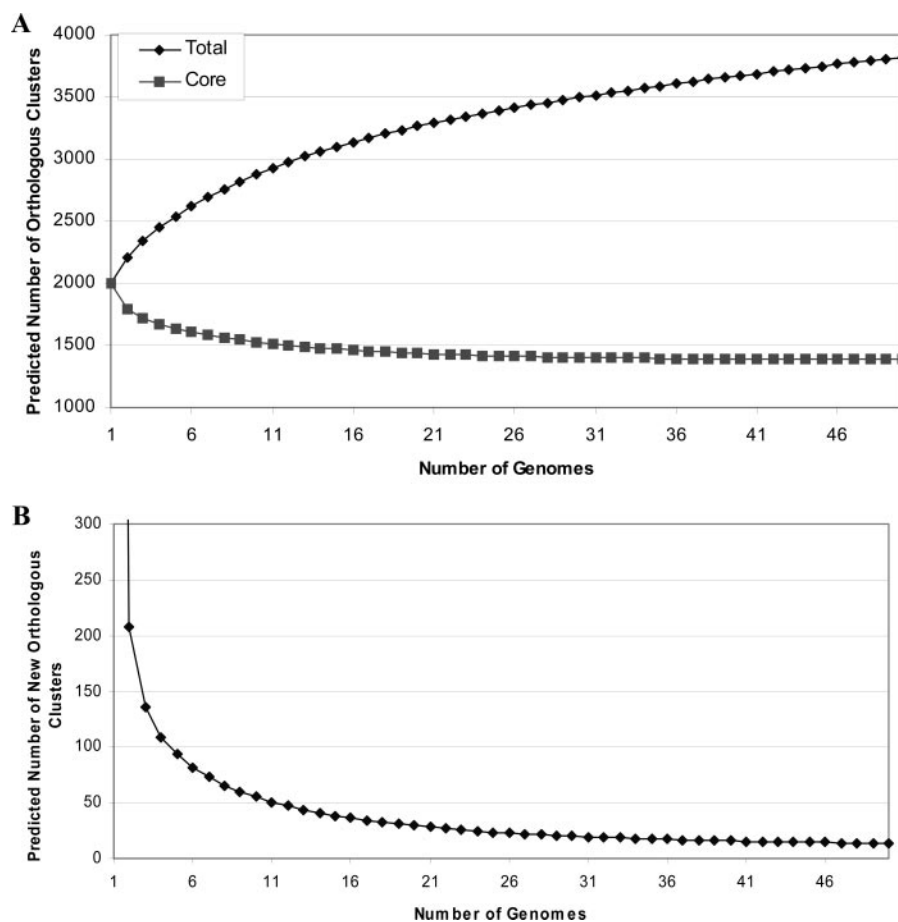 A
Total
Core
Predicted Number of Orthologous Clusters
4000
3500
3000
2500
2000
1500
1000
1 6 11 16 21 26 31 36 41 46
Number of Genomes
B
Predicted Number of New Orthologous
Clusters
300
250
200
150
100
50
0
1 6 11 16 21 26 31 36 41 46
Number of Genomes